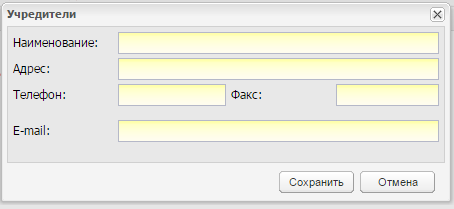 Учредители
Наименование:
Адрес:
Телефон: Факс:
E-mail:
Сохранить Отмена